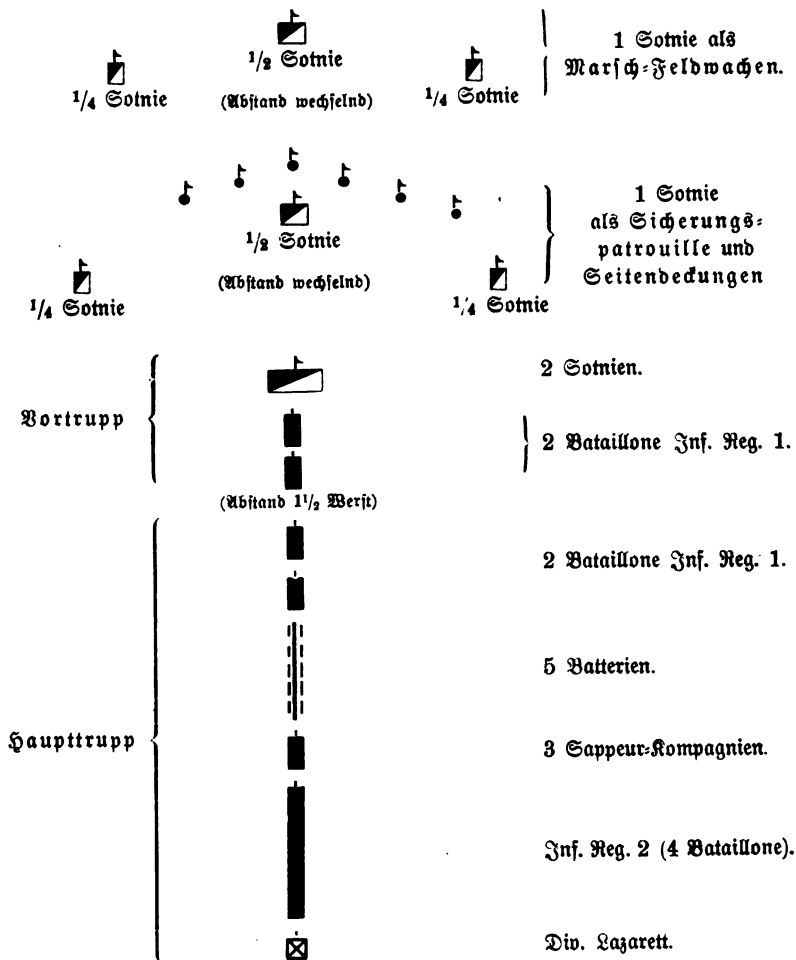 1/2 Sotnie
1/4 Sotnie
(Abstand wechselnd)
1/4 Sotnie
1 Sotnie als
Marsch-Feldwachen.
1/2 Sotnie
(Abstand wechselnd)
1/4 Sotnie
1/4 Sotnie
1 Sotnie
als Sicherungs-
patrouille und
Seitendeckungen
Vortrupp
2 Sotnien.
2 Bataillone Inf. Reg. 1.
(Abstand 1 1/2 Werst)
Haupttrupp
2 Bataillone Inf. Reg. 1.
5 Batterien.
3 Sappeur-Kompagnien.
Inf. Reg. 2 (4 Bataillone).
Div. Lazarett.